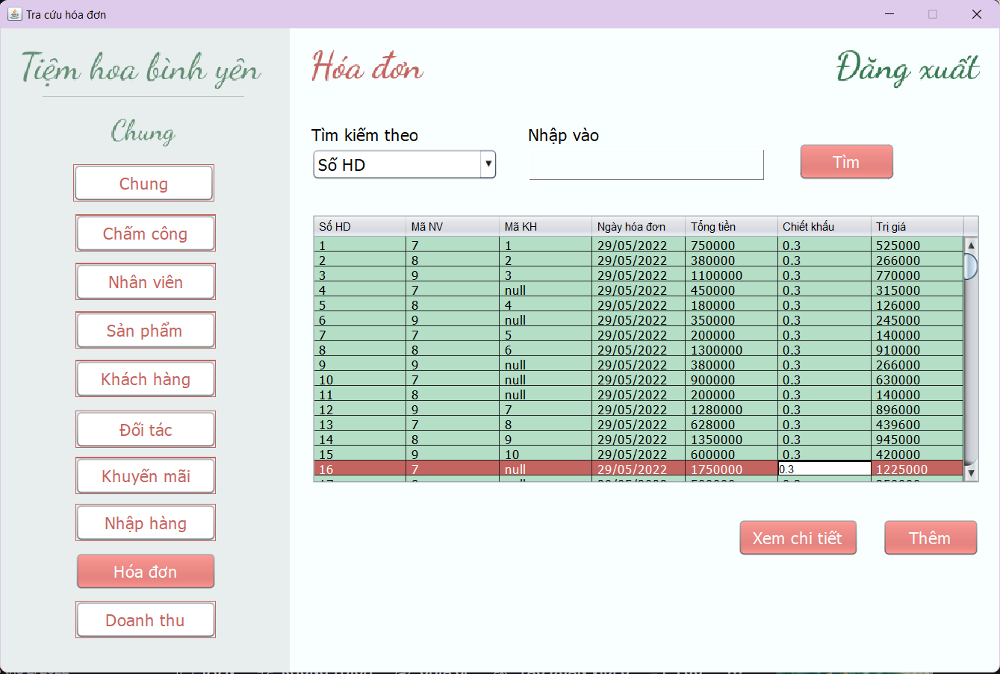 Tra cứu hóa đơn
Tiệm hoa bình yên
Chung
Chung
Chấm công
Nhân viên
Sản phẩm
Khách hàng
Đối tác
Khuyến mãi
Nhập hàng
Hóa đơn
Doanh thu
Hóa đơn
Đăng xuất
Tìm kiếm theo
Nhập vào
Số HD
Tìm
Số HD Mã NV Mã KH Ngày hóa đơn Tổng tiền Chiết khấu Trị giá
1 7 1 29/05/2022 750000 0.3 525000
2 8 2 29/05/2022 380000 0.3 266000
3 9 3 29/05/2022 1100000 0.3 770000
4 7 null 29/05/2022 450000 0.3 315000
5 8 4 29/05/2022 180000 0.3 126000
6 9 null 29/05/2022 350000 0.3 245000
7 7 5 29/05/2022 200000 0.3 140000
8 8 6 29/05/2022 1300000 0.3 910000
9 9 null 29/05/2022 380000 0.3 266000
10 7 null 29/05/2022 900000 0.3 630000
11 8 null 29/05/2022 200000 0.3 140000
12 9 7 29/05/2022 1280000 0.3 896000
13 7 8 29/05/2022 628000 0.3 439600
14 8 9 29/05/2022 1350000 0.3 945000
15 9 10 29/05/2022 600000 0.3 420000
16 7 null 29/05/2022 1750000 0.3 1225000
Xem chi tiết
Thêm